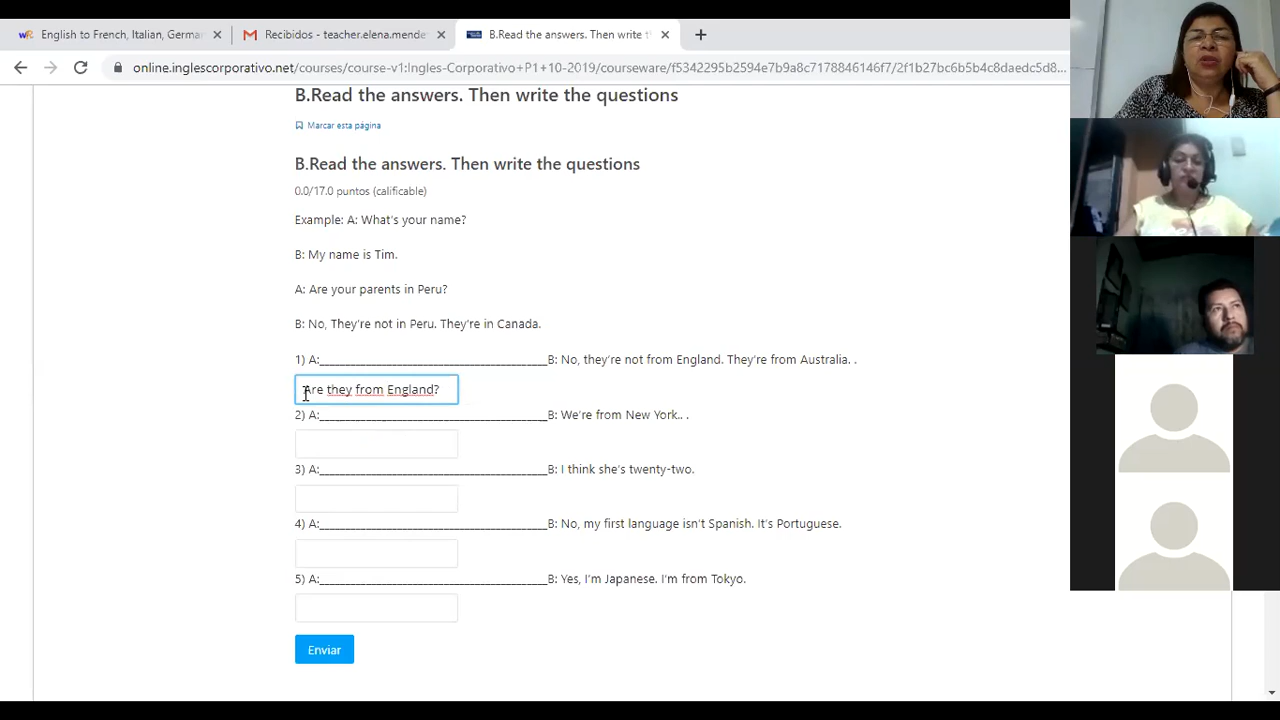 English to French, Italian, Germa
Recibidos - teacher.elena.mende
B.Read the answers. Then write t
online.inglescorporativo.net/courses/course-v1:Ingles-Corporativo+P1+10-2019/courseware/f5342295b2594e7b9a8c7178846146f7/2f1b27bc6b5b4c8daedc5d8...
B.Read the answers. Then write the questions
Marcar esta página
B.Read the answers. Then write the questions
0.0/17.0 puntos (calificable)
Example: A: What's your name?
B: My name is Tim.
A: Are your parents in Peru?
B: No, They're not in Peru. They're in Canada.
1) A:________________________________________B: No, they're not from England. They're from Australia. .
Are they from England?
2) A:________________________________________B: We're from New York.. .
3) A:________________________________________B: I think she's twenty-two.
4) A:________________________________________B: No, my first language isn't Spanish. It's Portuguese.
5) A:________________________________________B: Yes, I'm Japanese. I'm from Tokyo.
Enviar